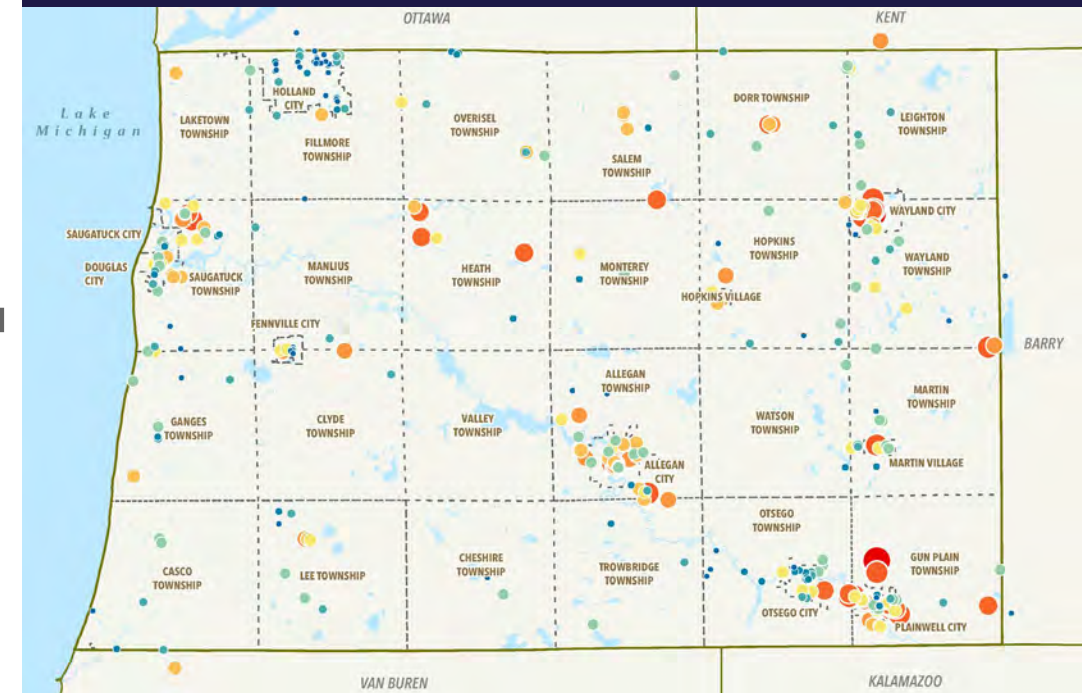 OTTAWA
KENT
Lake
Michigan
HOLLAND
CITY
LAKETOWN
TOWNSHIP
FILLMORE
TOWNSHIP
OVERISEL
TOWNSHIP
SALEM
TOWNSHIP
DORR TOWNSHIP
LEIGHTON
TOWNSHIP
SAUGATUCK CITY
DOUGLAS
CITY
SAUGATUCK
TOWNSHIP
MANLIUS
TOWNSHIP
HEATH
TOWNSHIP
MONTEREY
TOWNSHIP
HOPKINS
TOWNSHIP
HOPKINS VILLAGE
WAYLAND CITY
WAYLAND
TOWNSHIP
FENNVILLE CITY
BARRY
GANGES
TOWNSHIP
CLYDE
TOWNSHIP
VALLEY
TOWNSHIP
ALLEGAN
TOWNSHIP
ALLEGAN
CITY
WATSON
TOWNSHIP
MARTIN
TOWNSHIP
MARTIN VILLAGE
CASCO
TOWNSHIP
LEE TOWNSHIP
CHESHIRE
TOWNSHIP
TROWBRIDGE
TOWNSHIP
OTSEGO
TOWNSHIP
OTSEGO CITY
GUN PLAIN
TOWNSHIP
PLAINWELL CITY
VAN BUREN
KALAMAZOO